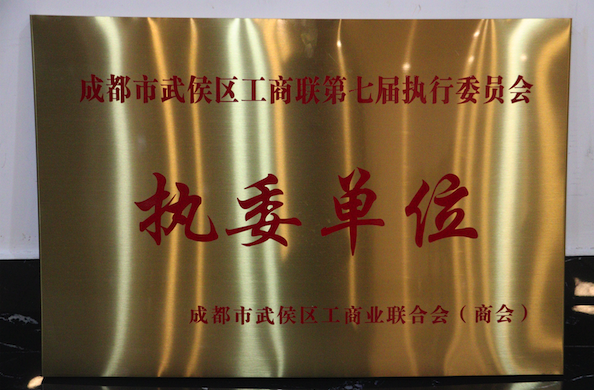 成都市武侯区工商联第七届执行委员会
执委单位
成都市武侯区工商业联合会（商会）